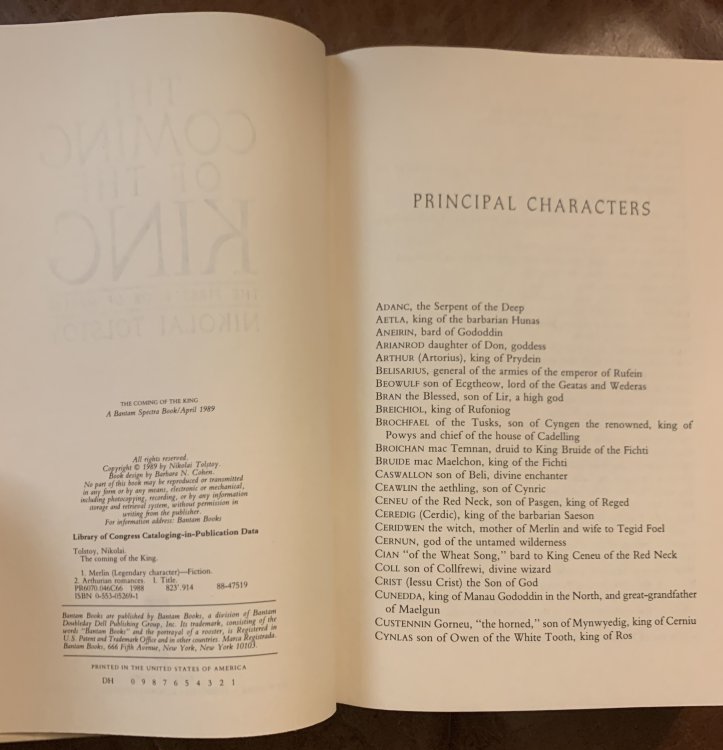 THE COMING OF THE KING
A Bantam Spectra Book/April 1989
All rights reserved.
Copyright © 1989 by Nikolai Tolstoy.
Book design by Barbara N. Cohen.
No part of this book may be reproduced or transmitted
in any form or by any means, electronic or mechanical,
including photocopying, recording, or by any information
storage and retrieval system, without permission in
writing from the publisher.
For information address: Bantam Books
Library of Congress Cataloging-in-Publication Data
Tolstoy, Nikolai.
The coming of the King.
1. Merlin (Legendary character)—Fiction.
2. Arthurian romances. I. Title.
PR6070.046C66 1988 823'.914 88-47519
ISBN 0-553-05269-1
Bantam Books are published by Bantam Books, a division of Bantam
Doubleday Dell Publishing Group, Inc. Its trademark, consisting of the
words "Bantam Books" and the portrayal of a rooster, is Registered in
U.S. Patent and Trademark Office and in other countries. Marca Registrada.
Bantam Books, 666 Fifth Avenue, New York, New York 10103.
PRINTED IN THE UNITED STATES OF AMERICA
DH 0 9 8 7 6 5 4 3 2 1
PRINCIPAL CHARACTERS
ADANC, the Serpent of the Deep
AETLA, king of the barbarian Hunas
ANEIRIN, bard of Gododdin
ARIANROD daughter of Don, goddess
ARTHUR (Artorius), king of Prydein
BELISARIUS, general of the armies of the emperor of Rufein
BEOWULF son of Ecgtheow, lord of the Geatas and Wederas
BRAN the Blessed, son of Lir, a high god
BREICHIOL, king of Rufoniog
BROCHFAEL of the Tusks, son of Cyngen the renowned, king of
Powys and chief of the house of Cadelling
BROICHAN mac Temnan, druid to King Bruide of the Fichti
BRUIDE mac Maelchon, king of the Fichti
CASWALLON son of Beli, divine enchanter
CEAWLIN the aethling, son of Cynric
CENEU of the Red Neck, son of Pasgen, king of Reged
CEREDIG (Cerdic), king of the barbarian Saeson
CERIDWEN the witch, mother of Merlin and wife to Tegid Foel
CERNUN, god of the untamed wilderness
CIAN "of the Wheat Song," bard to King Ceneu of the Red Neck
COLL son of Collfrewi, divine wizard
CRIST (Iessu Crist) the Son of God
CUNEDDA, king of Manau Gododdin in the North, and great-grandfather
of Maelgun
CUSTENNIN Gorneu, "the horned," son of Mynwyedig, king of Cerniu
CYNLAS son of Owen of the White Tooth, king of Ros